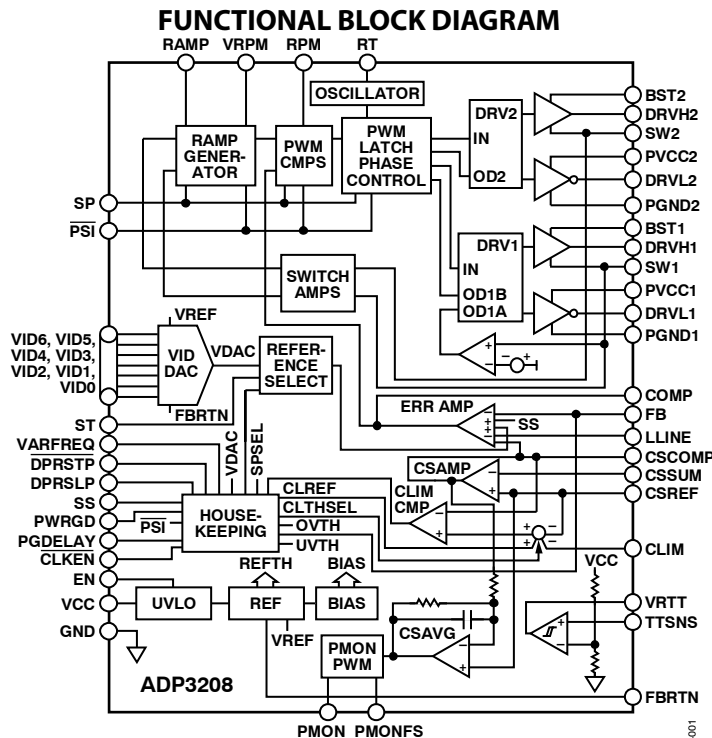 FUNCTIONAL BLOCK DIAGRAM
RAMP VRPM RPM RT
OSCILLATOR
RAMP GENER-ATOR
PWM CMPS
PWM LATCH PHASE CONTROL
IN
DRV2
OD2
BST2
DRVH2
SW2
PVCC2
DRVL2
PGND2
SP
PSI
SWITCH AMPS
DRV1
IN
OD1B
OD1A
BST1
DRVH1
SW1
PVCC1
DRVL1
PGND1
+
–
– +
VID6, VID5,
VID4, VID3,
VID2, VID1,
VID0
VREF
VID
DAC
VDAC
FBRTN
REFER-
ENCE
SELECT
ERR AMP
–
+
+
–
SS
COMP
FB
LLINE
CSCOMP
CSSUM
CSREF
CLIM
ST
VARFREQ
DPRSTP
DPRSLP
SS
PWRGD
PGDELAY
CLKEN
EN
VCC
GND
VDAC
SPSEL
PSI
HOUSE-
KEEPING
CLREF
CLTHSEL
OVTH
UVTH
CSAMP
–
+
CLIM
CMP
–
+
+ –
+ –
REFTH
BIAS
UVLO
REF
BIAS
VREF
CSAVG
–
+
PMON
PWM
VCC
+
–
VRTT
TTSNS
FBRTN
ADP3208
PMON PMONFS
-001